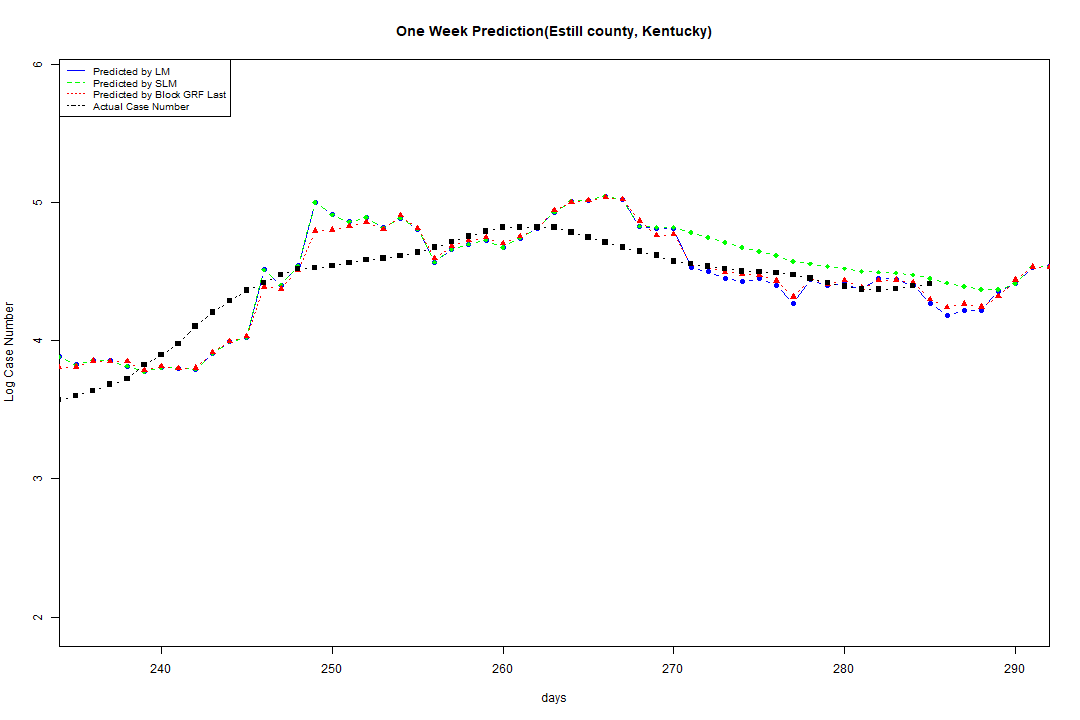 One Week Prediction(Estill county, Kentucky)
Predicted by LM
Predicted by SLM
Predicted by Block GRF Last
Actual Case Number
6
5
4
3
2
Log Case Number
240 250 260 270 280 290
days